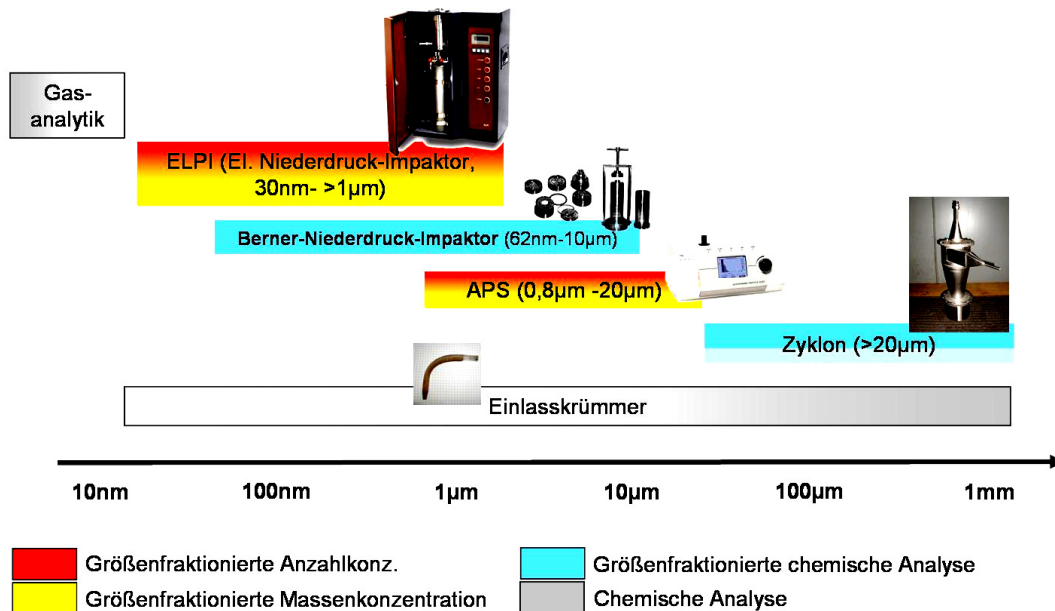 Gas-
analytik
ELPI (El. Niederdruck-Impaktor,
30nm- >1µm)
Berner-Niederdruck-Impaktor (62nm-10µm)
APS (0,8µm -20µm)
Zyklon (>20µm)
Einlasskrümmer
10nm 100nm 1µm 10µm 100µm 1mm
Größenfraktionierte Anzahlkonz.
Größenfraktionierte Massenkonzentration
Größenfraktionierte chemische Analyse
Chemische Analyse